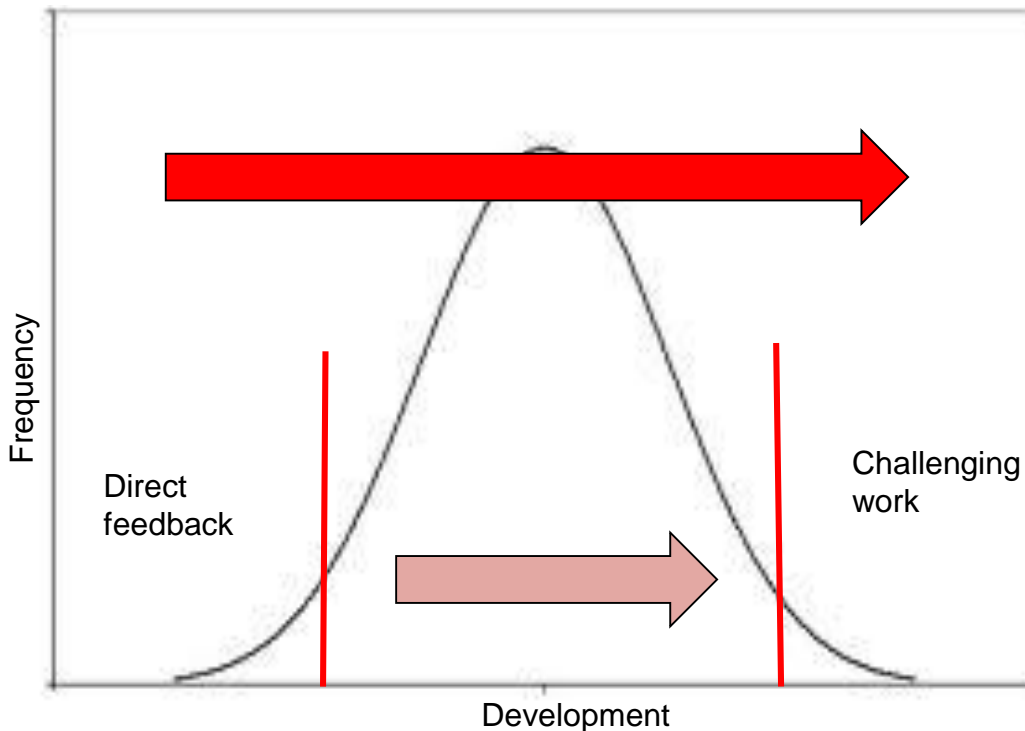 Frequency
Direct
feedback
Challenging
work
Development